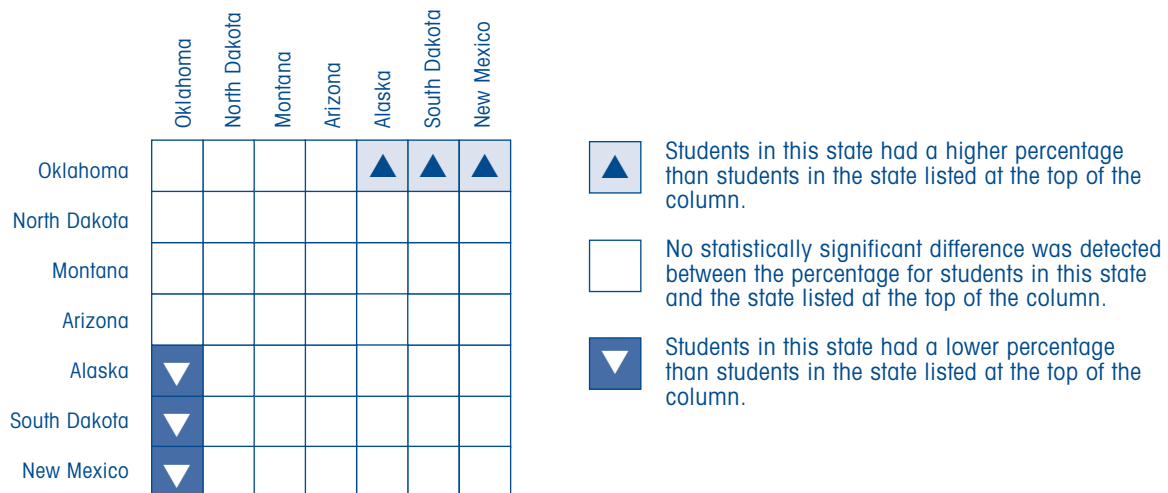 Oklahoma
North Dakota
Montana
Arizona
Alaska
South Dakota
New Mexico
Oklahoma
North Dakota
Montana
Arizona
Alaska
South Dakota
New Mexico
Students in this state had a higher percentage
than students in the state listed at the top of the
column.
No statistically significant difference was detected
between the percentage for students in this state
and the state listed at the top of the column.
Students in this state had a lower percentage
than students in the state listed at the top of the
column.